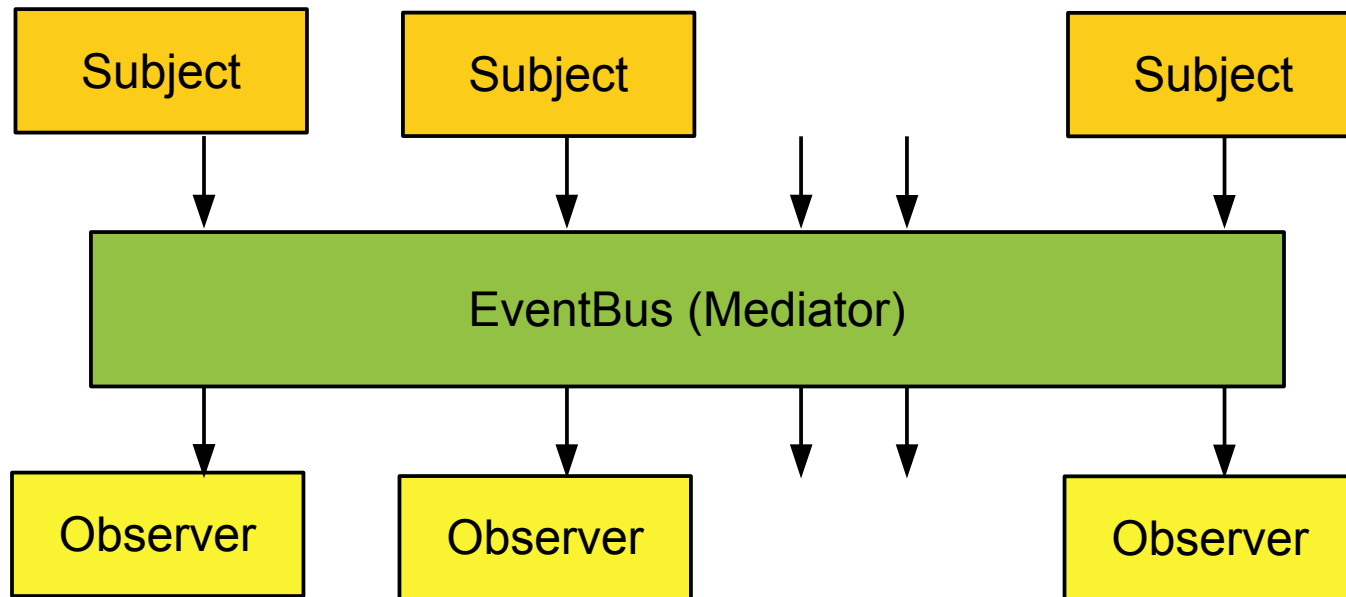 Subject
Subject
Subject
EventBus (Mediator)
Observer
Observer
Observer